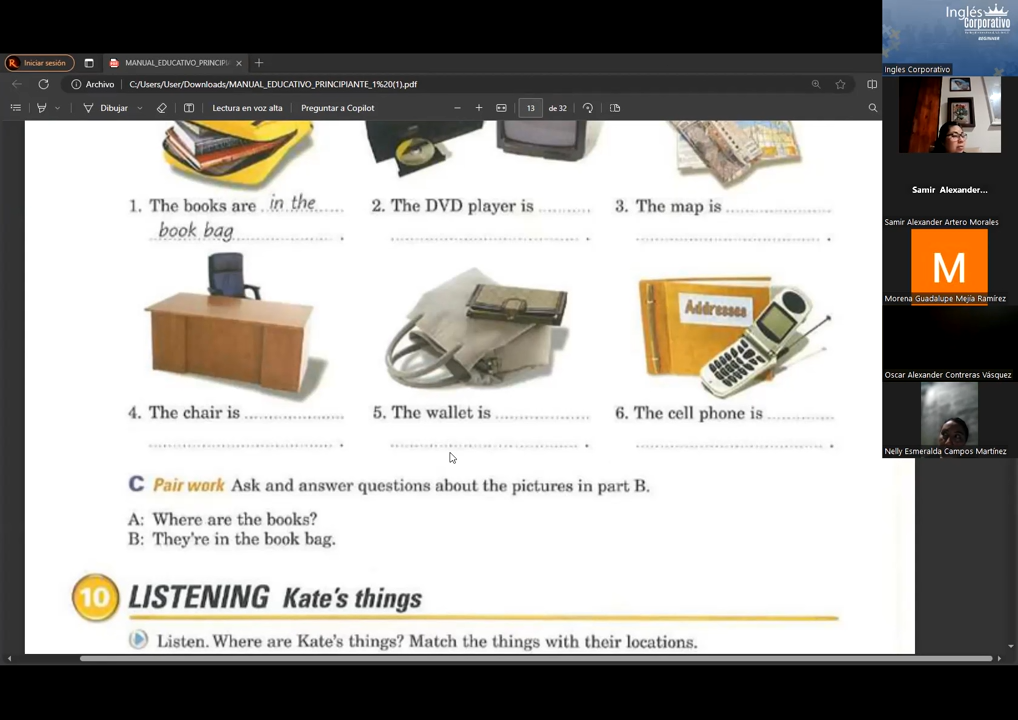 Inglés
Corporativo
BEGINNER
Ingles Corporativo
Iniciar sesión
MANUAL_EDUCATIVO_PRINCIPI
Archivo
C:/Users/User/Downloads/MANUAL_EDUCATIVO_PRINCIPIANTE_1%20(1).pdf
Dibujar
Lectura en voz alta
Preguntar a Copilot
13
de 32
1. The books are in the
book bag .
2. The DVD player is ............
.
3. The map is ............
.
Samir Alexander...
Samir Alexander Artero Morales
M
Morena Guadalupe Mejía Ramírez
Addresses
Oscar Alexander Contreras Vásquez
4. The chair is ............
.
5. The wallet is ............
.
6. The cell phone is ............
.
Nelly Esmeralda Campos Martínez
C Pair work Ask and answer questions about the pictures in part B.
A: Where are the books?
B: They're in the book bag.
10 LISTENING Kate's things
Listen. Where are Kate's things? Match the things with their locations.